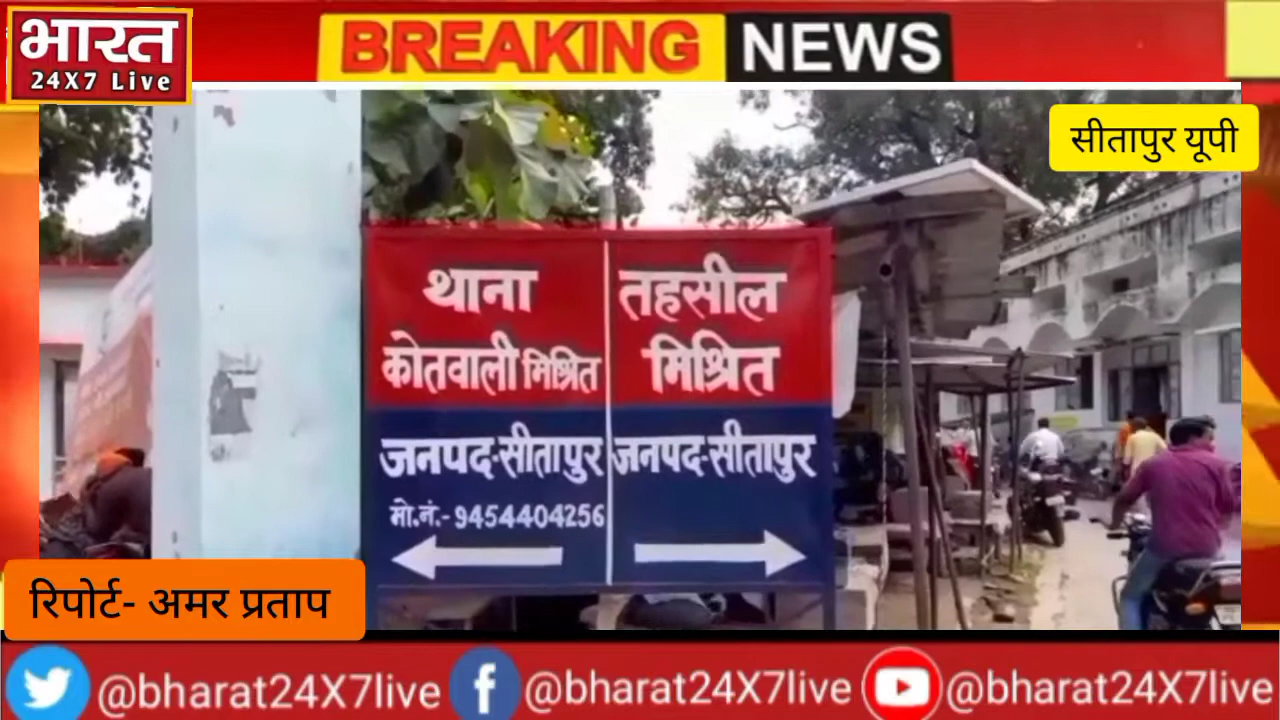 भारत
24X7 Live
BREAKING NEWS
सीतापुर यूपी
थाना
कोतवाली मिश्रित
जनपद-सीतापुर
मो.नं.-9454404256
तहसील
मिश्रित
जनपद-सीतापुर
रिपोर्ट- अमर प्रताप
@bharat24X7live
@bharat24X7live
@bharat24X7live